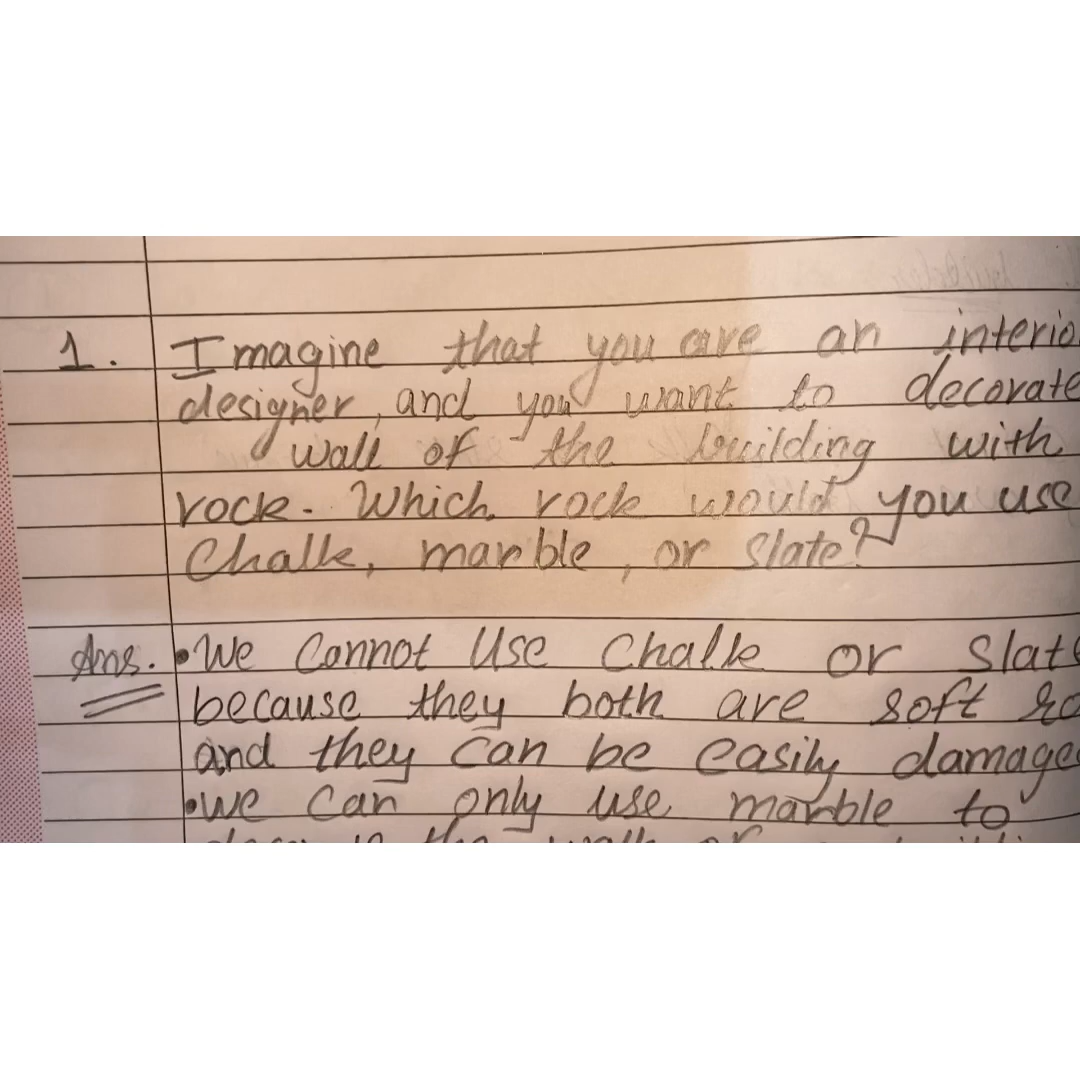 1. Imagine that you are an interio
designer, and you want to decorate
wall of the building with
rock. Which rock would you use
Chalk, marble, or slate?
Ans. • We Cannot Use Chalk or Slate
because they both are soft ro
and they can be easily damage
• we can only use marble to